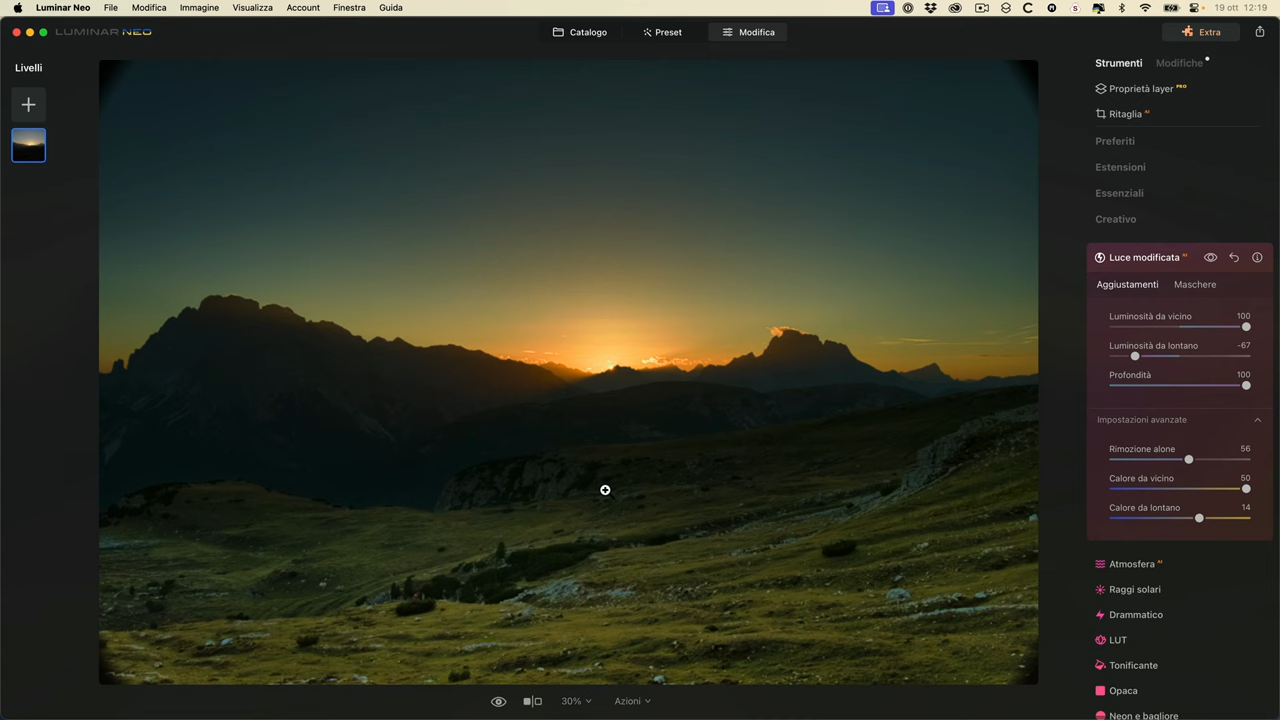 Luminar Neo File Modifica Immagine Visualizza Account Finestra Guida 19 ott 12:19
LUMINAR NEO Catalogo Preset Modifica Extra
Livelli
Strumenti Modifiche
Proprietà layer PRO
Ritaglia AI
Preferiti
Estensioni
Essenziali
Creativo
Luce modificata AI
Aggiustamenti Maschere
Luminosità da vicino 100
Luminosità da lontano -67
Profondità 100
Impostazioni avanzate
Rimozione alone 56
Calore da vicino 50
Calore da lontano 14
Atmosfera AI
Raggi solari
Drammatico
LUT
Tonificante
Opaca
Neon e bagliore
30% Azioni